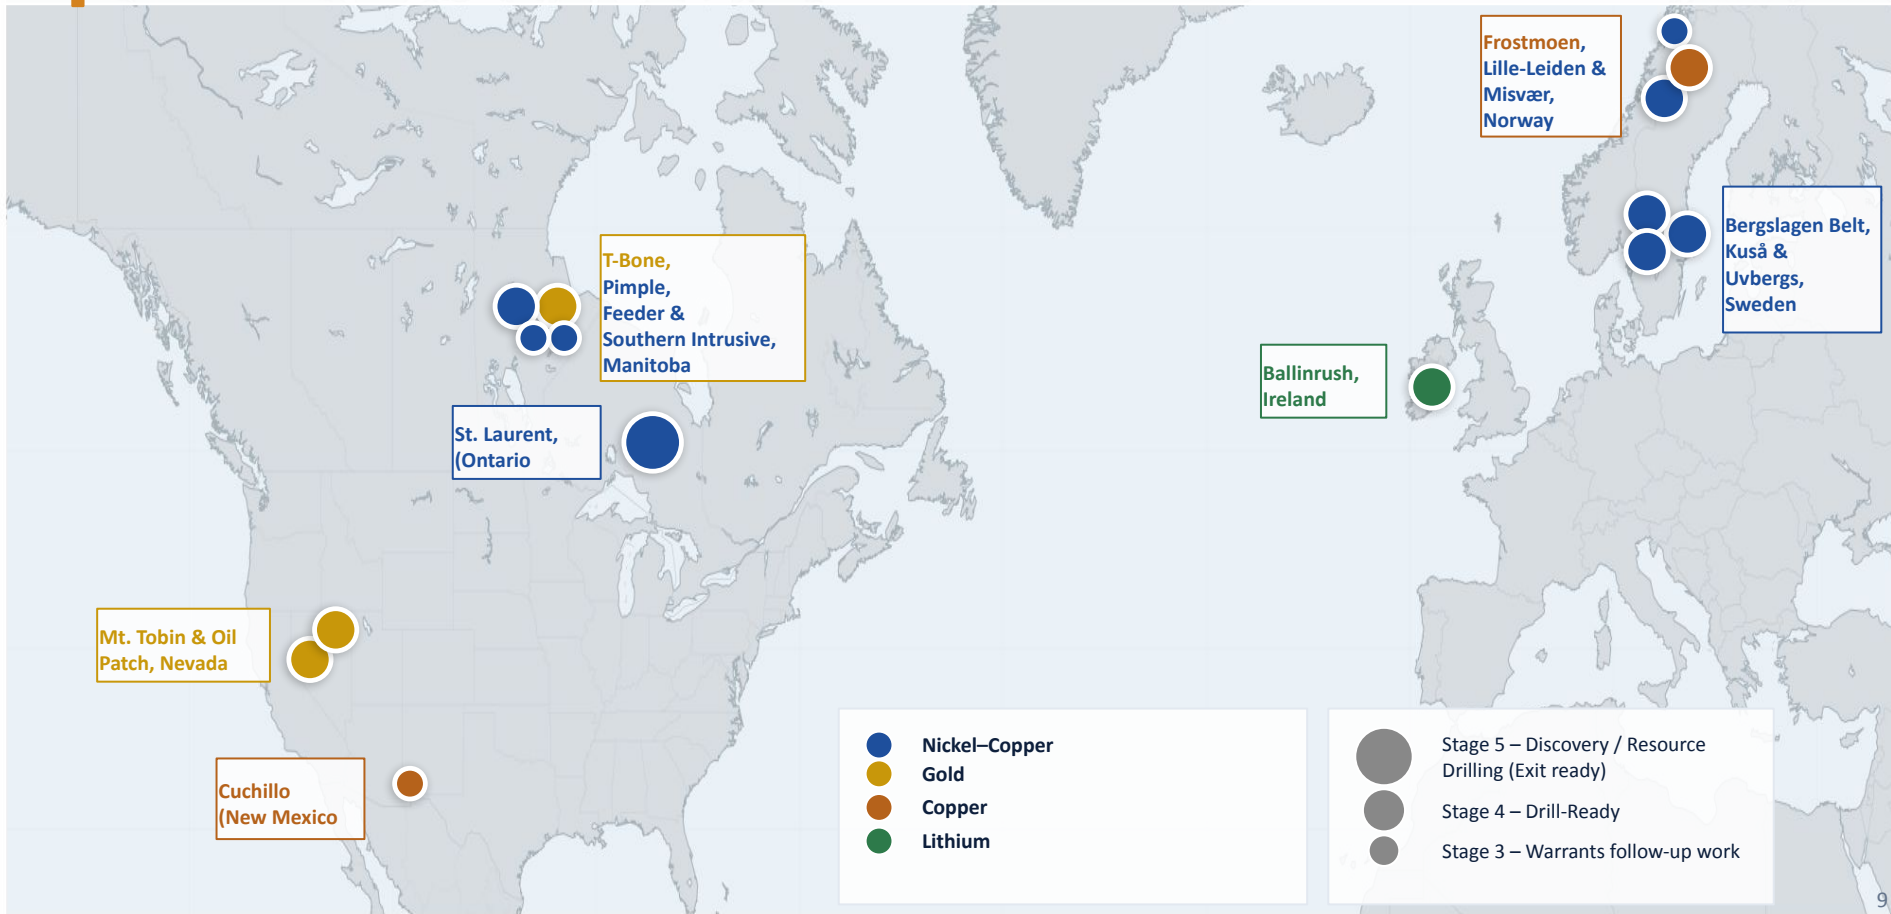 Frostmoen,
Lille-Leiden &
Misvær,
Norway
Bergslagen Belt,
Kuså &
Uvbergs,
Sweden
T-Bone,
Pimple,
Feeder &
Southern Intrusive,
Manitoba
Ballinrush,
Ireland
St. Laurent,
(Ontario
Mt. Tobin & Oil
Patch, Nevada
Cuchillo
(New Mexico
Nickel–Copper
Gold
Copper
Lithium
Stage 5 – Discovery / Resource
Drilling (Exit ready)
Stage 4 – Drill-Ready
Stage 3 – Warrants follow-up work
9